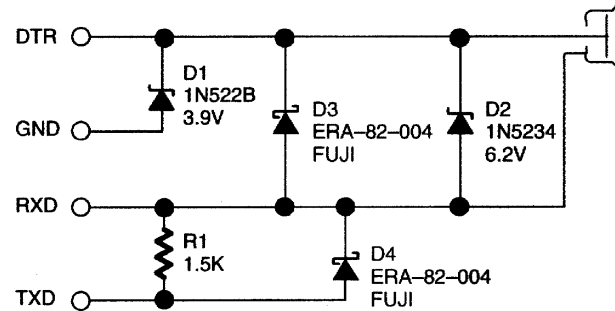 DTR
D1
1N522B
3.9V
GND
D3
ERA-82-004
FUJI
D2
1N5234
6.2V
RXD
R1
1.5K
D4
ERA-82-004
FUJI
TXD